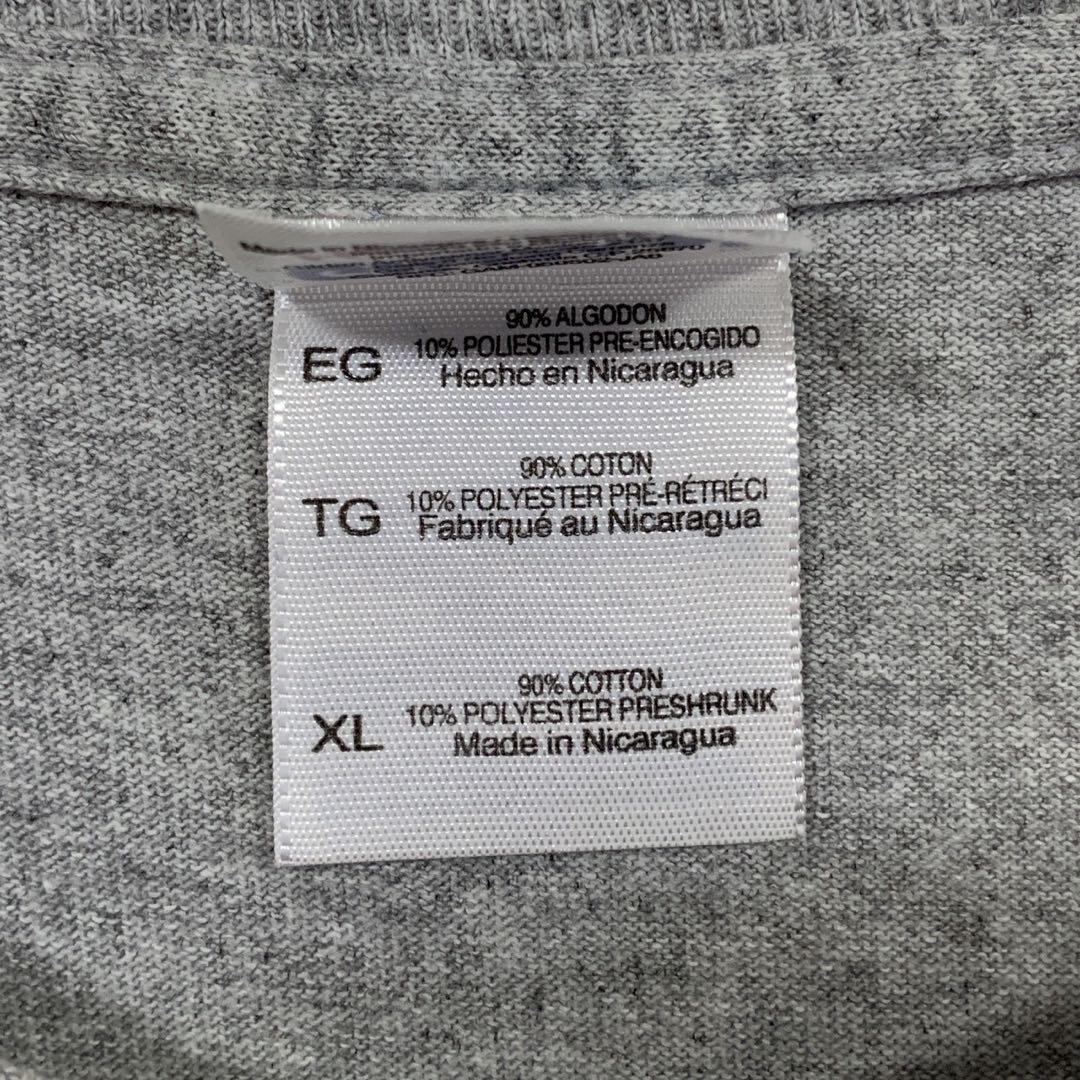 90% ALGODON
EG 10% POLIESTER PRE-ENCOGIDO
Hecho en Nicaragua
90% COTON
TG 10% POLYESTER PRÉ-RÉTRÉCI
Fabriqué au Nicaragua
90% COTTON
XL 10% POLYESTER PRESHRUNK
Made in Nicaragua